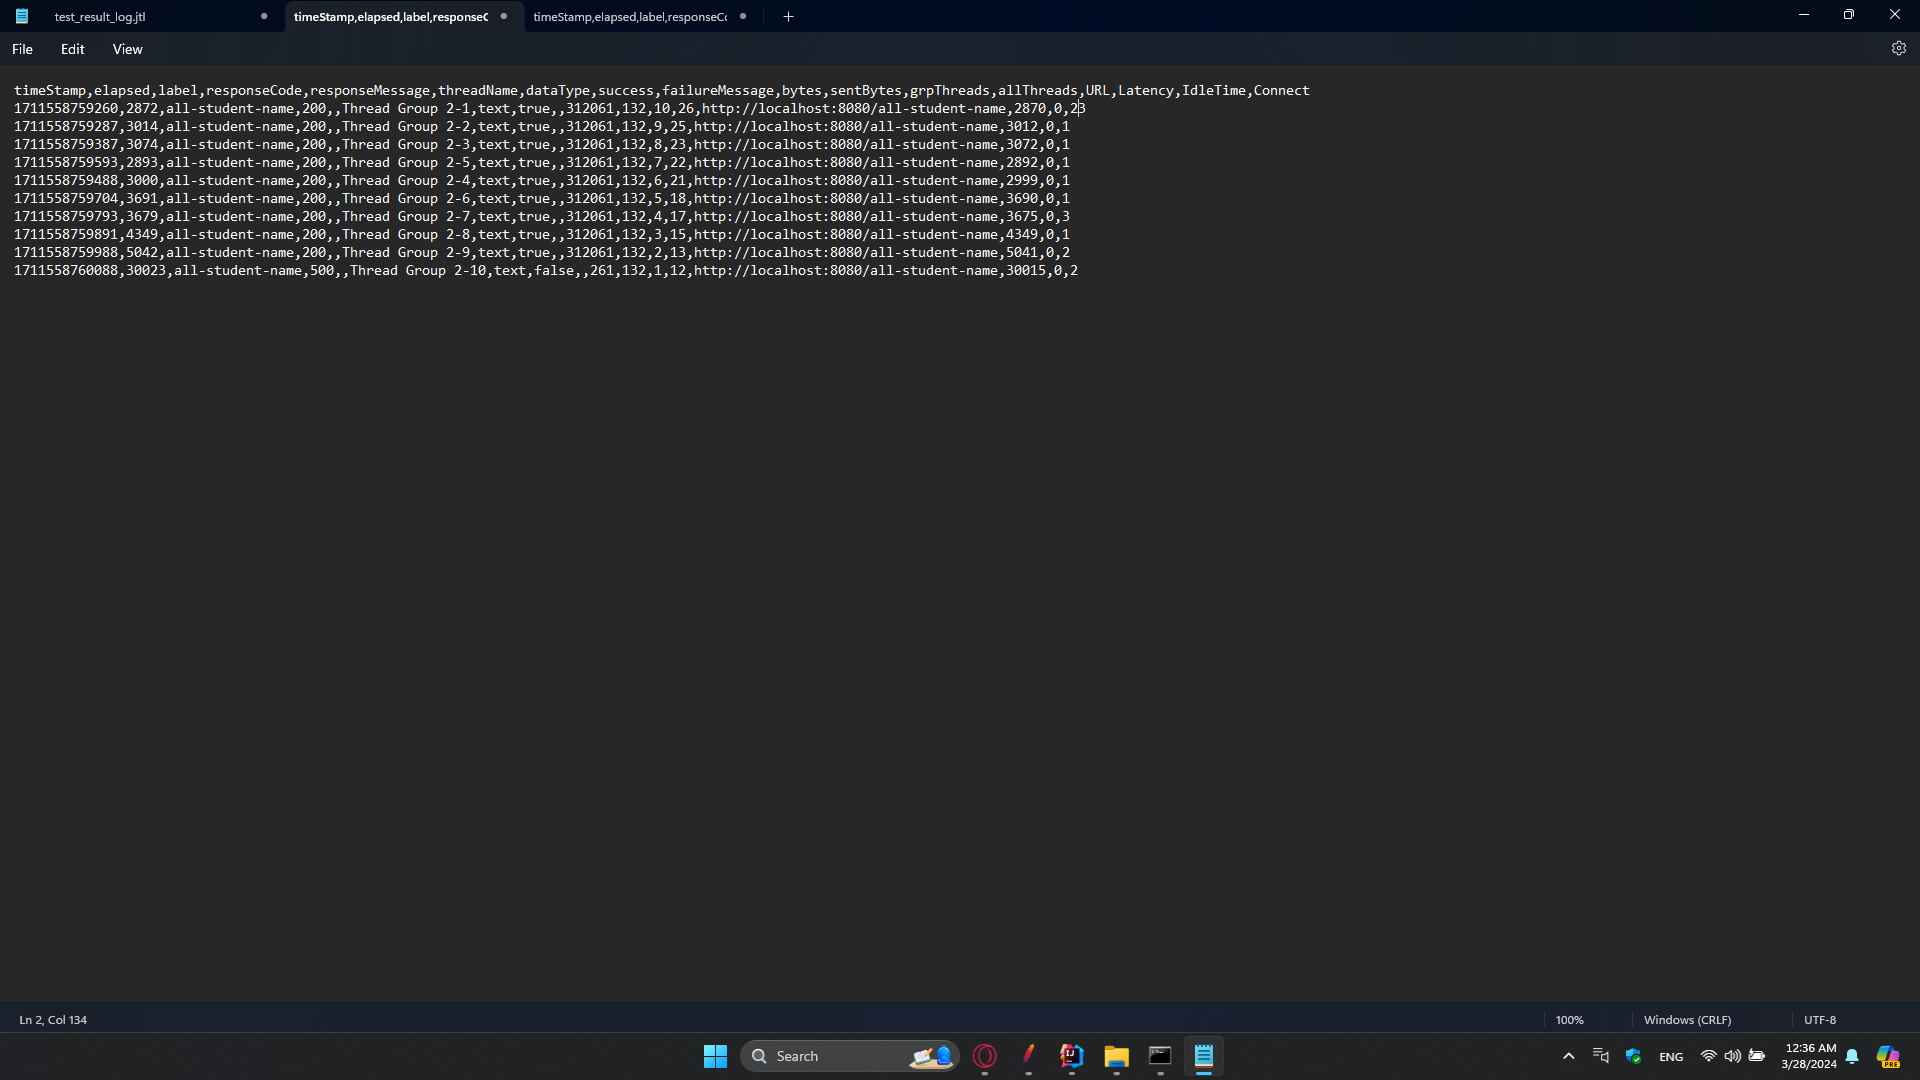 test_result_log.jtl
timeStamp,elapsed,label,responseC
timeStamp,elapsed,label,responseCc
File Edit View
timeStamp,elapsed,label,responseCode,responseMessage,threadName,dataType,success,failureMessage,bytes,sentBytes,grpThreads,allThreads,URL,Latency,IdleTime,Connect
1711558759260,2872,all-student-name,200,,Thread Group 2-1,text,true,,312061,132,10,26,http://localhost:8080/all-student-name,2870,0,23
1711558759287,3014,all-student-name,200,,Thread Group 2-2,text,true,,312061,132,9,25,http://localhost:8080/all-student-name,3012,0,1
1711558759387,3074,all-student-name,200,,Thread Group 2-3,text,true,,312061,132,8,23,http://localhost:8080/all-student-name,3072,0,1
1711558759593,2893,all-student-name,200,,Thread Group 2-5,text,true,,312061,132,7,22,http://localhost:8080/all-student-name,2892,0,1
1711558759488,3000,all-student-name,200,,Thread Group 2-4,text,true,,312061,132,6,21,http://localhost:8080/all-student-name,2999,0,1
1711558759704,3691,all-student-name,200,,Thread Group 2-6,text,true,,312061,132,5,18,http://localhost:8080/all-student-name,3690,0,1
1711558759793,3679,all-student-name,200,,Thread Group 2-7,text,true,,312061,132,4,17,http://localhost:8080/all-student-name,3675,0,3
1711558759891,4349,all-student-name,200,,Thread Group 2-8,text,true,,312061,132,3,15,http://localhost:8080/all-student-name,4349,0,1
1711558759988,5042,all-student-name,200,,Thread Group 2-9,text,true,,312061,132,2,13,http://localhost:8080/all-student-name,5041,0,2
1711558760088,30023,all-student-name,500,,Thread Group 2-10,text,false,,261,132,1,12,http://localhost:8080/all-student-name,30015,0,2
Ln 2, Col 134
100%
Windows (CRLF)
UTF-8
Search
IJ
ENG
12:36 AM
3/28/2024
PRE